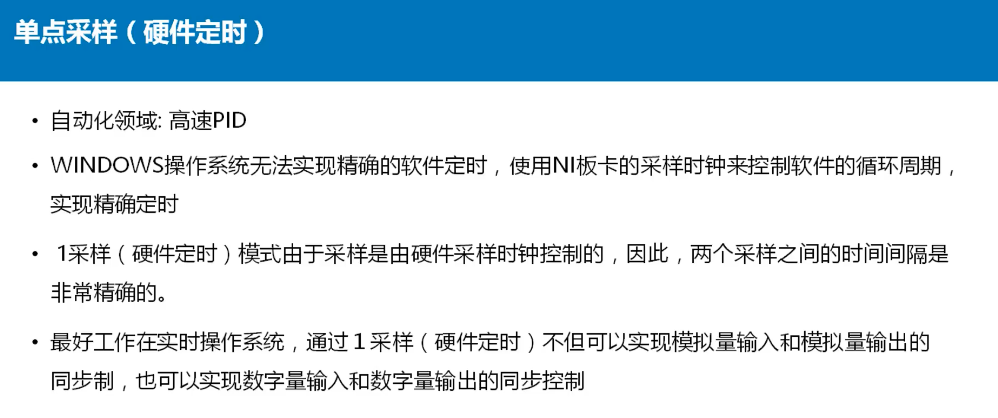 单点采样（硬件定时）
• 自动化领域: 高速PID
• WINDOWS操作系统无法实现精确的软件定时，使用NI板卡的采样时钟来控制软件的循环周期，
实现精确定时
• 1采样（硬件定时）模式由于采样是由硬件采样时钟控制的，因此，两个采样之间的时间间隔是
非常精确的。
• 最好工作在实时操作系统，通过１采样（硬件定时）不但可以实现模拟量输入和模拟量输出的
同步制，也可以实现数字量输入和数字量输出的同步控制